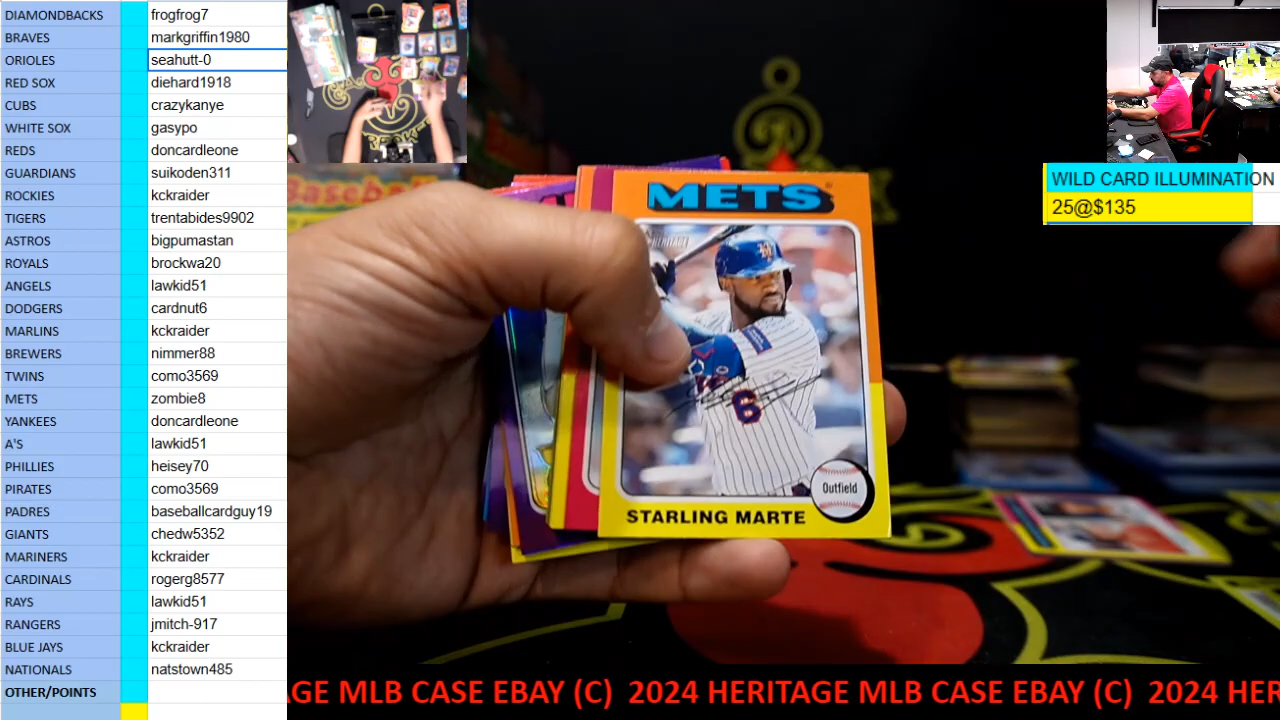 DIAMONDBACKS frogfrog7
BRAVES markgriffin1980
ORIOLES seahutt-0
RED SOX diehard1918
CUBS crazykanye
WHITE SOX gasypo
REDS doncardleone
GUARDIANS suikoden311
ROCKIES kckraider
TIGERS trentabides9902
ASTROS bigpumastan
ROYALS brockwa20
ANGELS lawkid51
DODGERS cardnut6
MARLINS kckraider
BREWERS nimmer88
TWINS como3569
METS zombie8
YANKEES doncardleone
A'S lawkid51
PHILLIES heisey70
PIRATES como3569
PADRES baseballcardguy19
GIANTS chedw5352
MARINERS kckraider
CARDINALS rogerg8577
RAYS lawkid51
RANGERS jmitch-917
BLUE JAYS kckraider
NATIONALS natstown485
OTHER/POINTS
WILD CARD ILLUMINATION
25@$135
METS
6
Outfield
STARLING MARTE
AGE MLB CASE EBAY (C) 2024 HERITAGE MLB CASE EBAY (C) 2024 HER